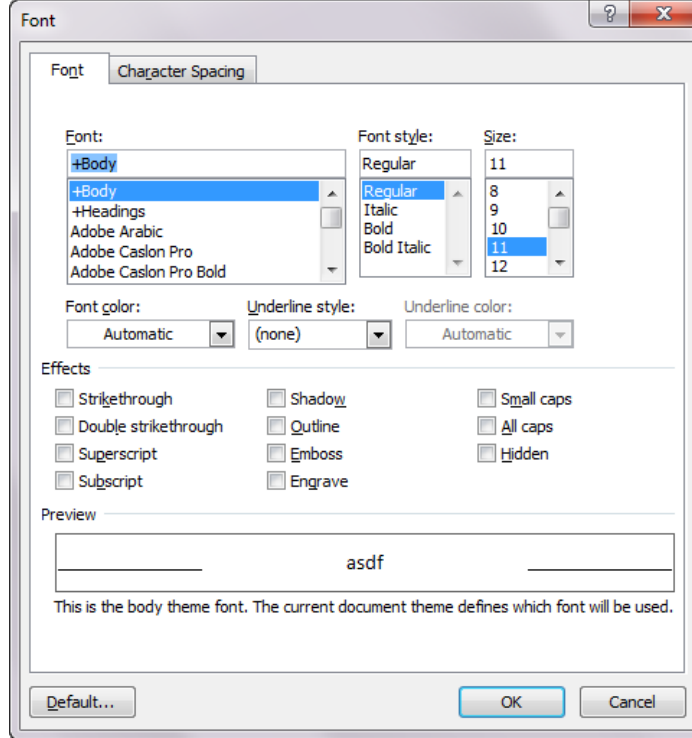 Font
Font Character Spacing
Font: Font style: Size:
+Body Regular 11
+Body Regular 8
+Headings Italic 9
Adobe Arabic Bold 10
Adobe Caslon Pro Bold Italic 11
Adobe Caslon Pro Bold 12
Font color: Underline style: Underline color:
Automatic (none) Automatic
Effects
Strikethrough Shadow Small caps
Double strikethrough Outline All caps
Superscript Emboss Hidden
Subscript Engrave
Preview
asdf
This is the body theme font. The current document theme defines which font will be used.
Default... OK Cancel